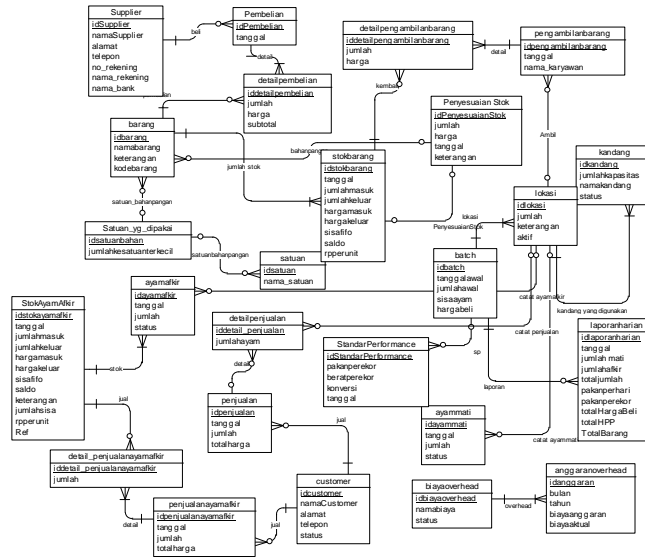 Supplier
idSupplier
namaSupplier
alamat
telepon
no_rekening
nama_rekening
nama_bank
beli
Pembelian
idPembelian
tanggal
detail
detailpembelian
iddetailpembelian
jumlah
harga
subtotal
detailpengambilanbarang
iddetailpengambilanbarang
jumlah
harga
detail
pengambilanbarang
idpengambilanbarang
tanggal
nama_karyawan
kembali
Ambil
barang
idbarang
namabarang
keterangan
kodebarang
jumlah stok
bahanpangan
Penyesuaian Stok
idPenyesuaianStok
jumlah
harga
tanggal
keterangan
stokbarang
idstokbarang
tanggal
jumlahmasuk
jumlahkeluar
hargamasuk
hargakeluar
sisafifo
saldo
rpperunit
kandang
idkandang
jumlahkapasitas
namakandang
status
lokasi
idlokasi
jumlah
keterangan
aktif
lokasi
PenyesuaianStok
satuan_bahanpangan
Satuan_yg_dipakai
idsatuanbahan
jumlahkesatuanterkecil
satuanbahanpangan
satuan
idsatuan
nama_satuan
batch
idbatch
tanggalawal
jumlahawal
sisaayam
hargabeli
catat ayamafkir
kandang yang digunakan
catat penjualan
ayamafkir
idayamafkir
tanggal
jumlah
status
StokAyamAfkir
idstokayamafkir
tanggal
jumlahmasuk
jumlahkeluar
hargamasuk
hargakeluar
sisafifo
saldo
keterangan
jumlahsisa
rpperunit
Ref
stok
jual
detailpenjualan
iddetail_penjualan
jumlahayam
detail
StandarPerformance
idStandarPerformance
pakanperekor
beratperekor
konversi
tanggal
sp
laporan
laporanharian
idlaporanharian
tanggal
jumlah mati
jumlahafkir
totaljumlah
pakanperhari
pakanperekor
totalHargaBeli
totalHPP
TotalBarang
penjualan
idpenjualan
tanggal
jumlah
totalharga
jual
ayammati
idayammati
tanggal
jumlah
status
catat ayammati
detail_penjualanayamafkir
iddetail_penjualanayamafkir
jumlah
detail
penjualanayamafkir
idpenjualanayamafkir
tanggal
jumlah
totalharga
jual
customer
idcustomer
namaCustomer
alamat
telepon
status
biayaoverhead
idbiayaoverhead
namabiaya
status
overhead
anggaranoverhead
idanggaran
bulan
tahun
biayaanggaran
biayaaktual